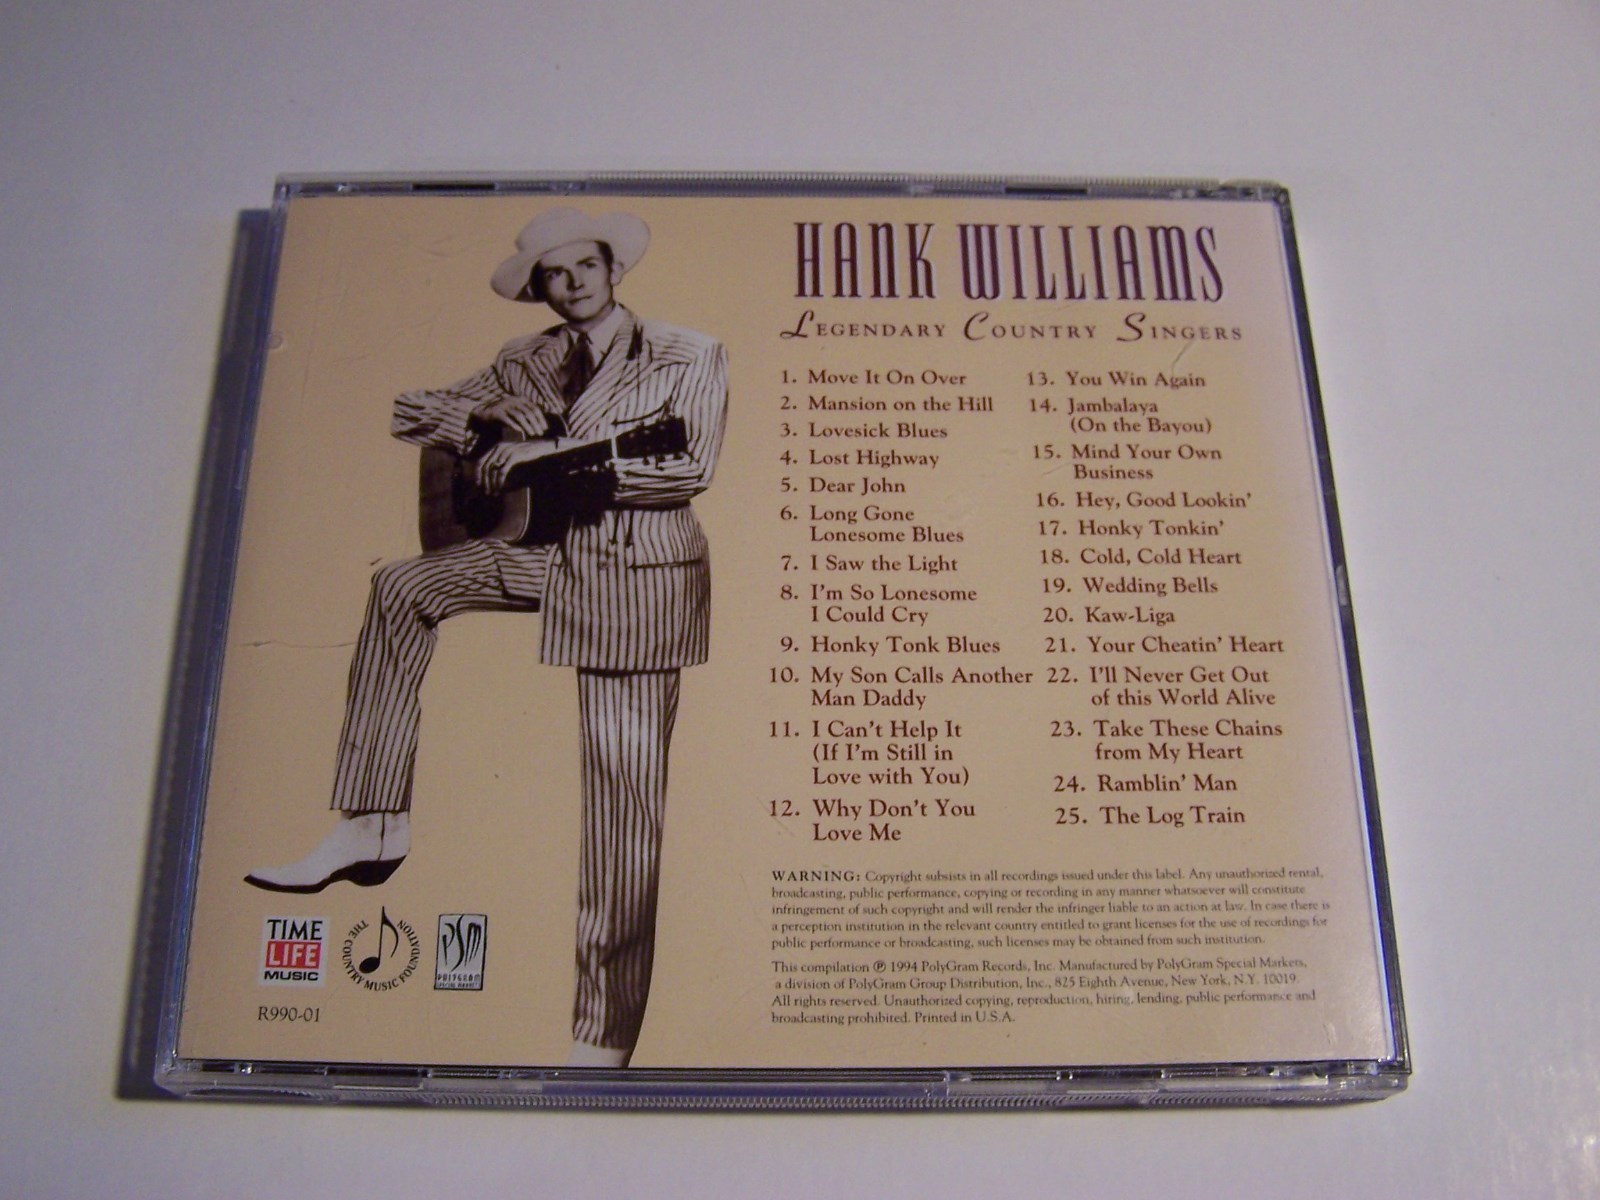 HANK WILLIAMS
LEGENDARY COUNTRY SINGERS
1. Move It On Over
2. Mansion on the Hill
3. Lovesick Blues
4. Lost Highway
5. Dear John
6. Long Gone
Lonesome Blues
7. I Saw the Light
8. I'm So Lonesome
I Could Cry
9. Honky Tonk Blues
10. My Son Calls Another
Man Daddy
11. I Can't Help It
(If I'm Still in
Love with You)
12. Why Don't You
Love Me
13. You Win Again
14. Jambalaya
(On the Bayou)
15. Mind Your Own
Business
16. Hey, Good Lookin'
17. Honky Tonkin'
18. Cold, Cold Heart
19. Wedding Bells
20. Kaw-Liga
21. Your Cheatin' Heart
22. I'll Never Get Out
of this World Alive
23. Take These Chains
from My Heart
24. Ramblin' Man
25. The Log Train
WARNING: Copyright subsists in all recordings issued under this label. Any unauthorized rental,
broadcasting, public performance, copying or recording in any manner whatsoever will constitute
infringement of such copyright and will render the infringer liable to an action at law. In case there is
a perception institution in the relevant country entitled to grant licenses for the use of recordings for
public performance or broadcasting, such licenses may be obtained from such institution.
This compilation ℗ 1994 PolyGram Records, Inc. Manufactured by PolyGram Special Markets,
a division of PolyGram Group Distribution, Inc., 825 Eighth Avenue, New York, N.Y. 10019.
All rights reserved. Unauthorized copying, reproduction, hiring, lending, public performance and
broadcasting prohibited. Printed in U.S.A.
TIME
LIFE
MUSIC
THE COUNTRY MUSIC FOUNDATION
PSM
POLYGRAM
SPECIAL MARKETS
R990-01